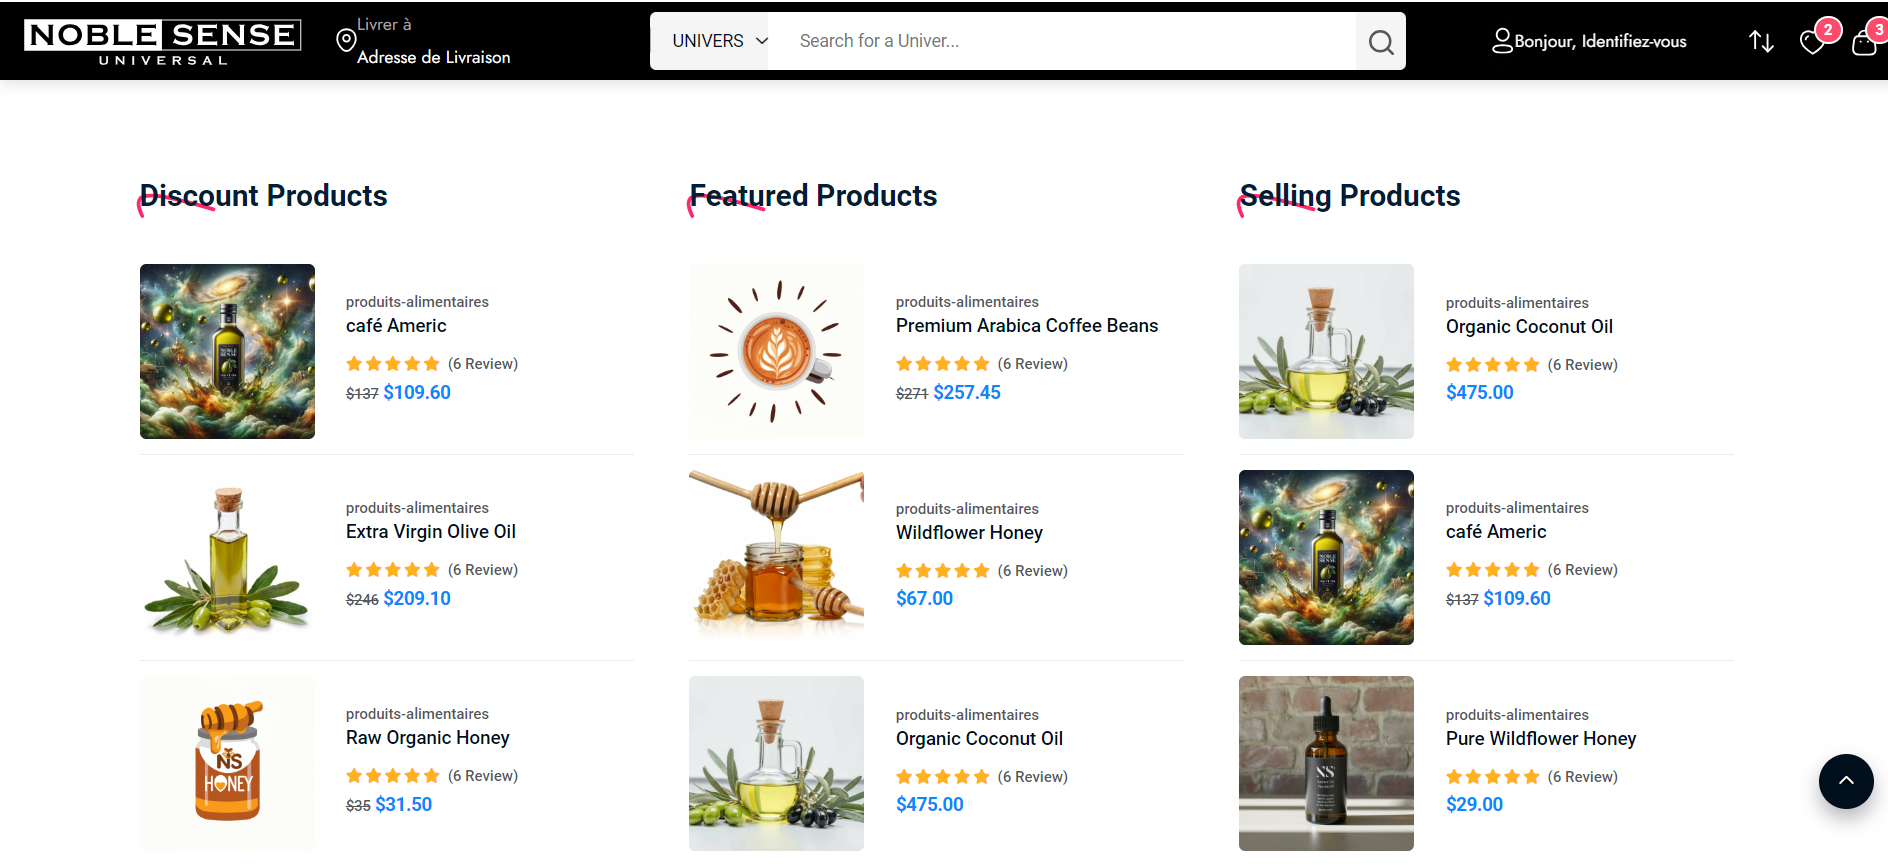 NOBLE SENSE
UNIVERSAL
Livrer à
Adresse de Livraison
UNIVERS
Search for a Univer...
Bonjour, Identifiez-vous
2
3
Discount Products
produits-alimentaires
café Americ
(6 Review)
$137 $109.60
produits-alimentaires
Extra Virgin Olive Oil
(6 Review)
$246 $209.10
NS
HONEY
produits-alimentaires
Raw Organic Honey
(6 Review)
$35 $31.50
Featured Products
produits-alimentaires
Premium Arabica Coffee Beans
(6 Review)
$271 $257.45
produits-alimentaires
Wildflower Honey
(6 Review)
$67.00
produits-alimentaires
Organic Coconut Oil
(6 Review)
$475.00
Selling Products
produits-alimentaires
Organic Coconut Oil
(6 Review)
$475.00
NOBLE
SENSE
produits-alimentaires
café Americ
(6 Review)
$137 $109.60
NS
produits-alimentaires
Pure Wildflower Honey
(6 Review)
$29.00